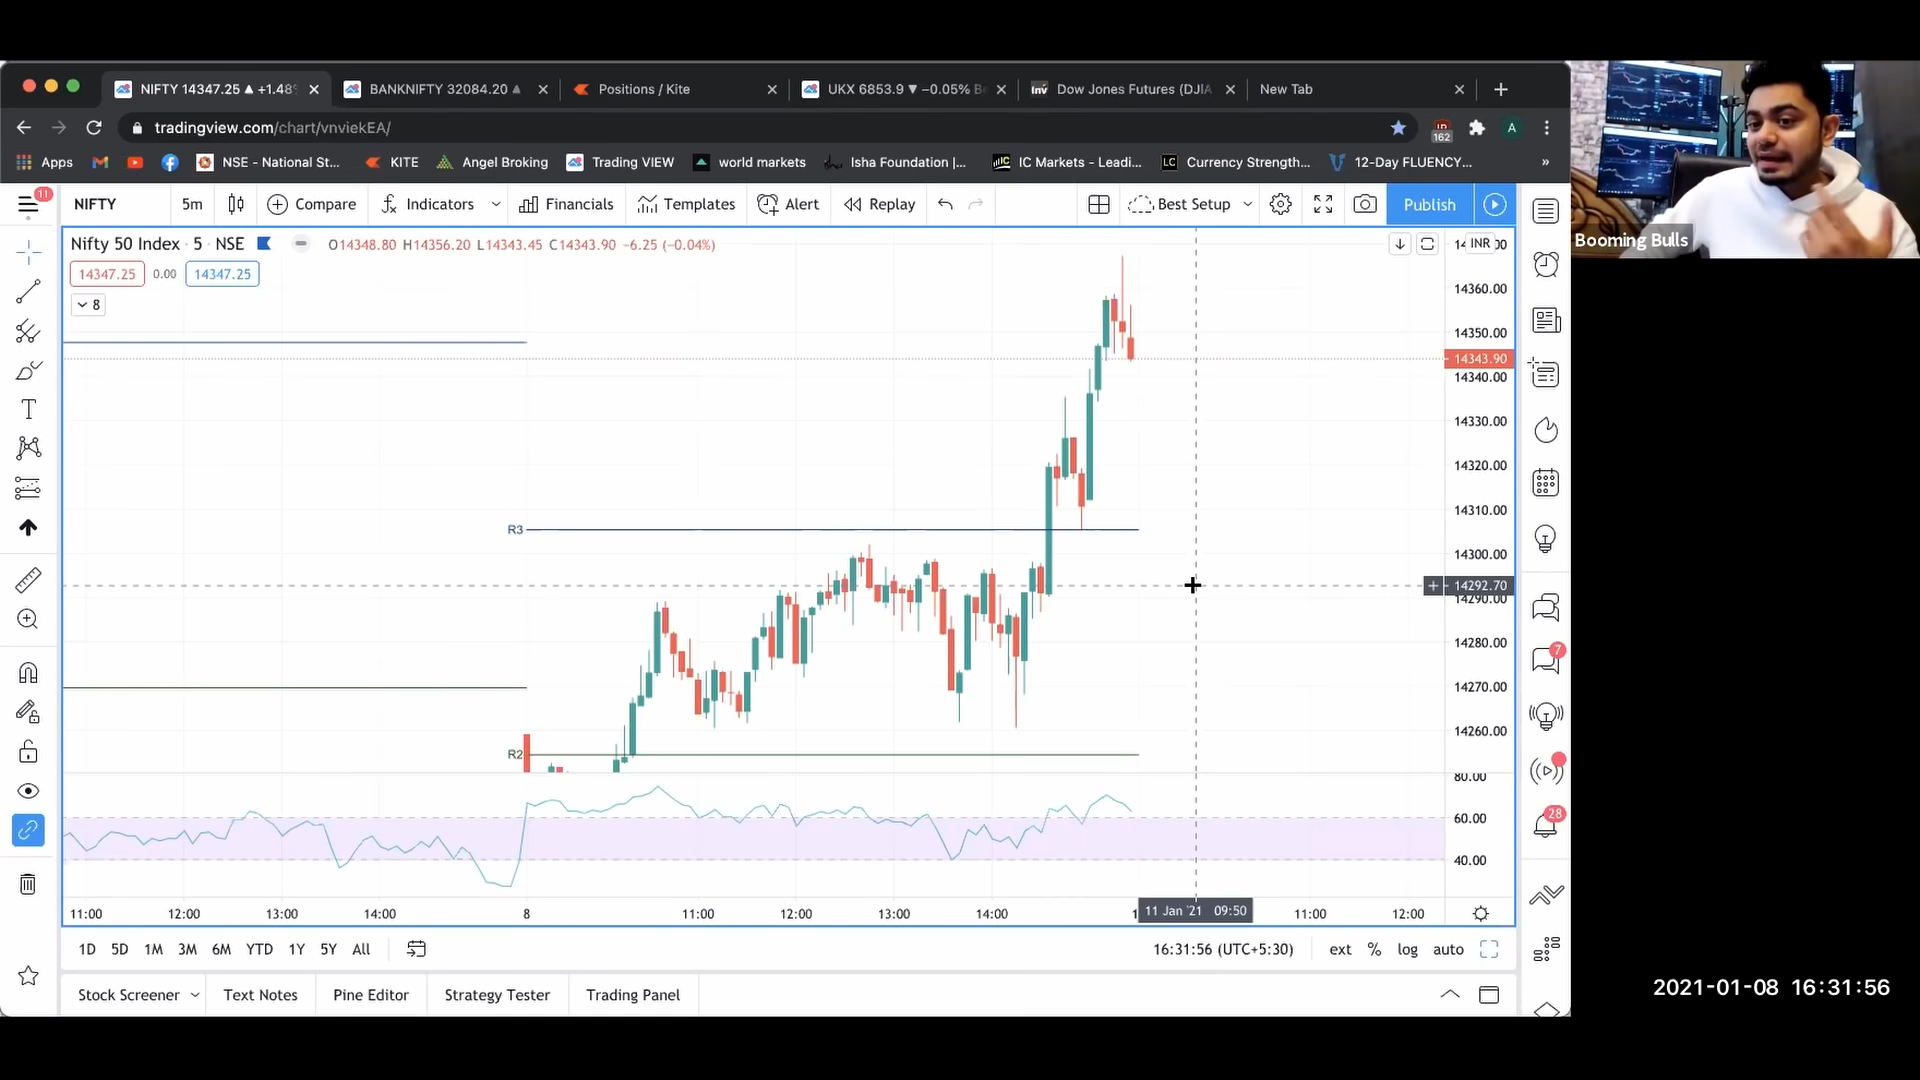 NIFTY 14347.25 ▲ +1.48%
BANKNIFTY 32084.20 ▲
Positions / Kite
UKX 6853.9 ▼ −0.05%
Dow Jones Futures (DJIA
New Tab
tradingview.com/chart/vnviekEA/
162
A
Apps
NSE - National St...
KITE
Angel Broking
Trading VIEW
world markets
Isha Foundation |...
IC Markets - Leadi...
Currency Strength...
12-Day FLUENCY...
»
11
NIFTY
5m
Compare
Indicators
Financials
Templates
Alert
Replay
Best Setup
Publish
Booming Bulls
Nifty 50 Index · 5 · NSE
O14348.80 H14356.20 L14343.45 C14343.90 −6.25 (−0.04%)
INR
14347.25
0.00
14347.25
8
14360.00
14350.00
14343.90
14340.00
14330.00
14320.00
14310.00
R3
14300.00
14292.70
14290.00
14280.00
14270.00
14260.00
R2
80.00
60.00
40.00
7
28
11:00
12:00
13:00
14:00
8
11:00
12:00
13:00
14:00
11 Jan '21 09:50
11:00
12:00
1D
5D
1M
3M
6M
YTD
1Y
5Y
All
16:31:56 (UTC+5:30)
ext
%
log
auto
Stock Screener
Text Notes
Pine Editor
Strategy Tester
Trading Panel
2021-01-08 16:31:56